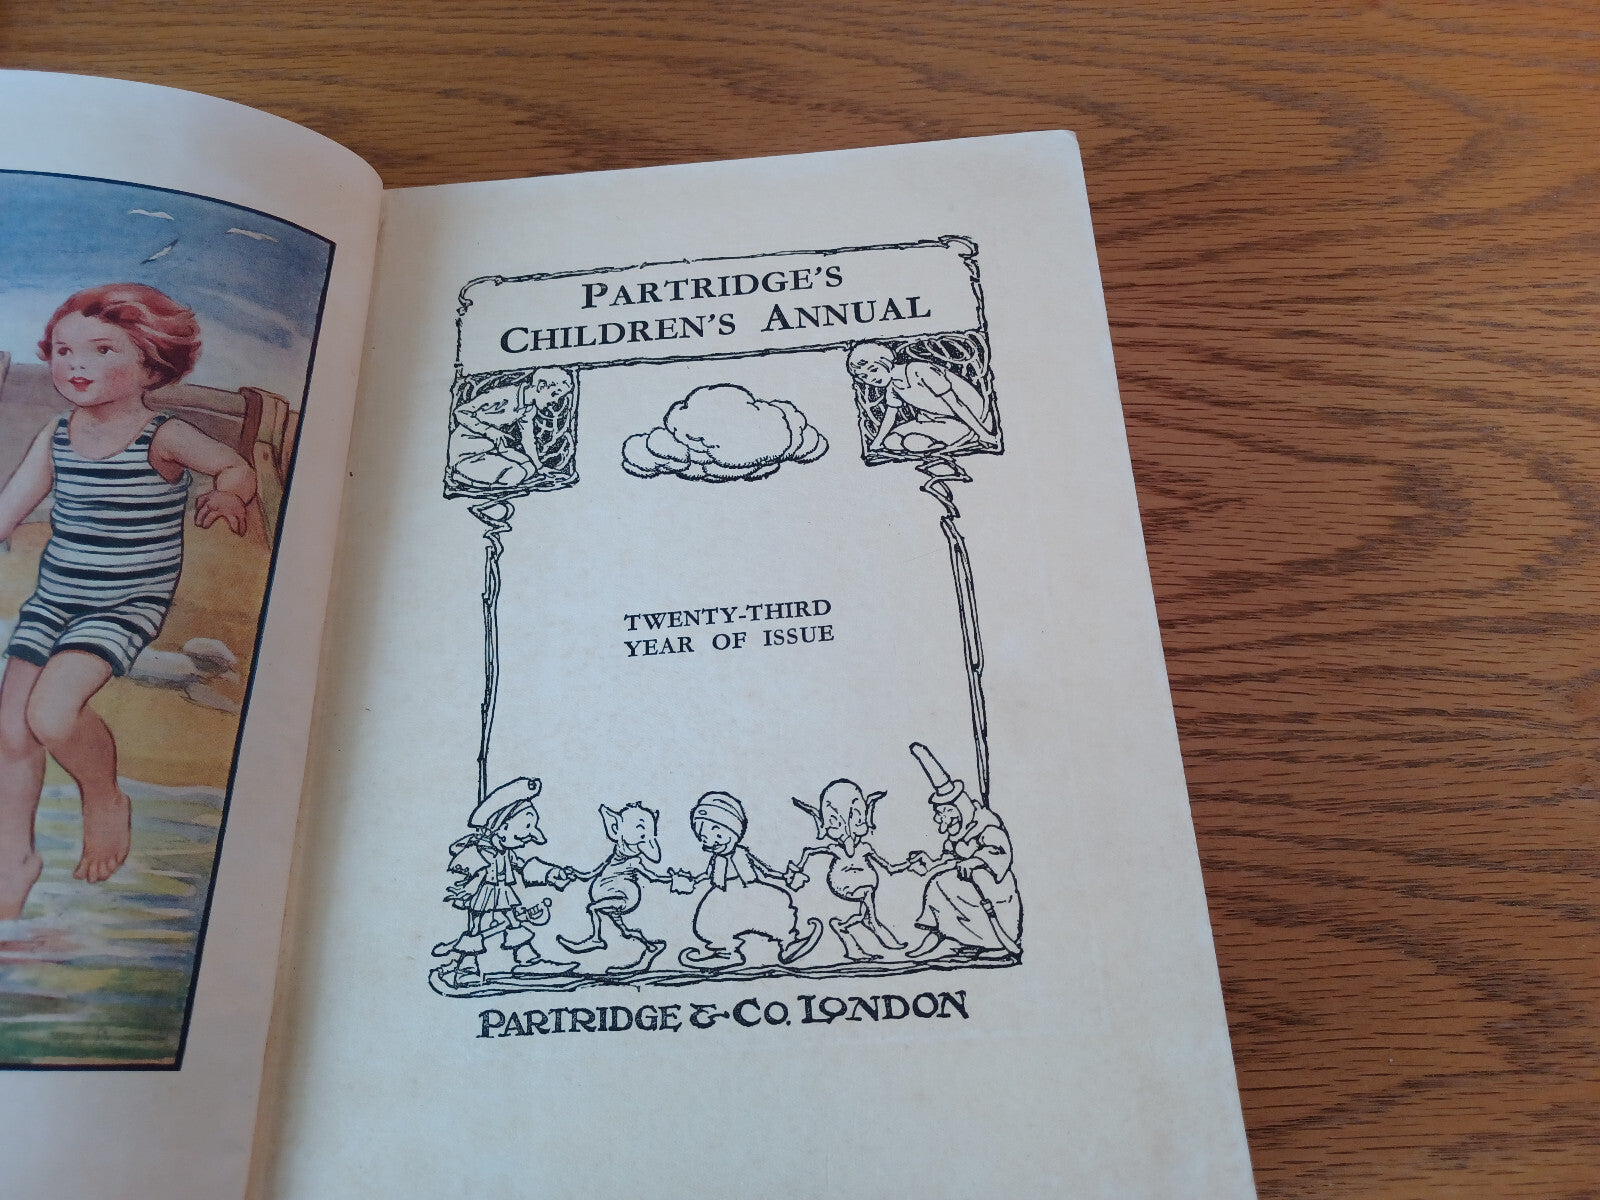 PARTRIDGE'S
CHILDREN'S ANNUAL
TWENTY-THIRD
YEAR OF ISSUE
PARTRIDGE & CO. LONDON